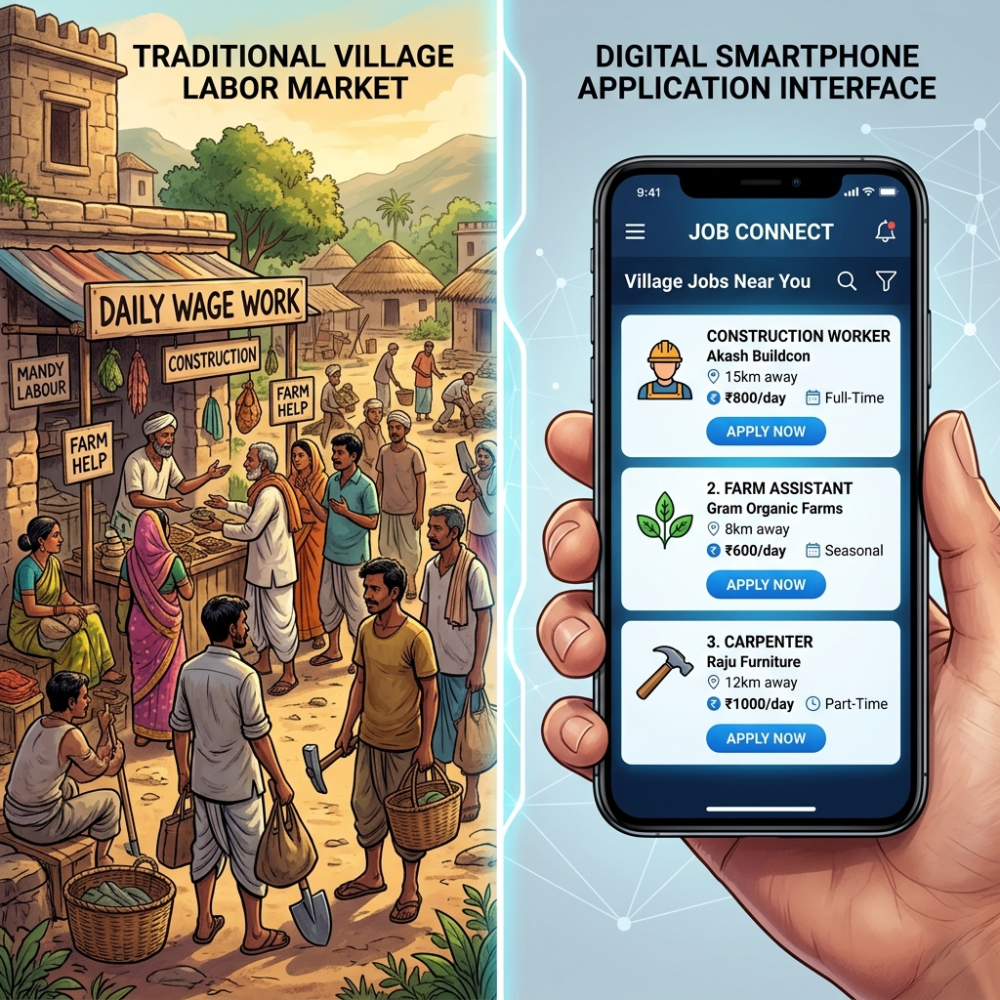 TRADITIONAL VILLAGE
LABOR MARKET
DAILY WAGE WORK
CONSTRUCTION
MANDY
LABOUR
FARM
HELP
FARM
HELP
DIGITAL SMARTPHONE
APPLICATION INTERFACE
9:41
JOB CONNECT
Village Jobs Near You
CONSTRUCTION WORKER
Akash Buildcon
15km away
₹800/day Full-Time
APPLY NOW
2. FARM ASSISTANT
Gram Organic Farms
8km away
₹600/day Seasonal
APPLY NOW
3. CARPENTER
Raju Furniture
12km away
₹1000/day Part-Time
APPLY NOW